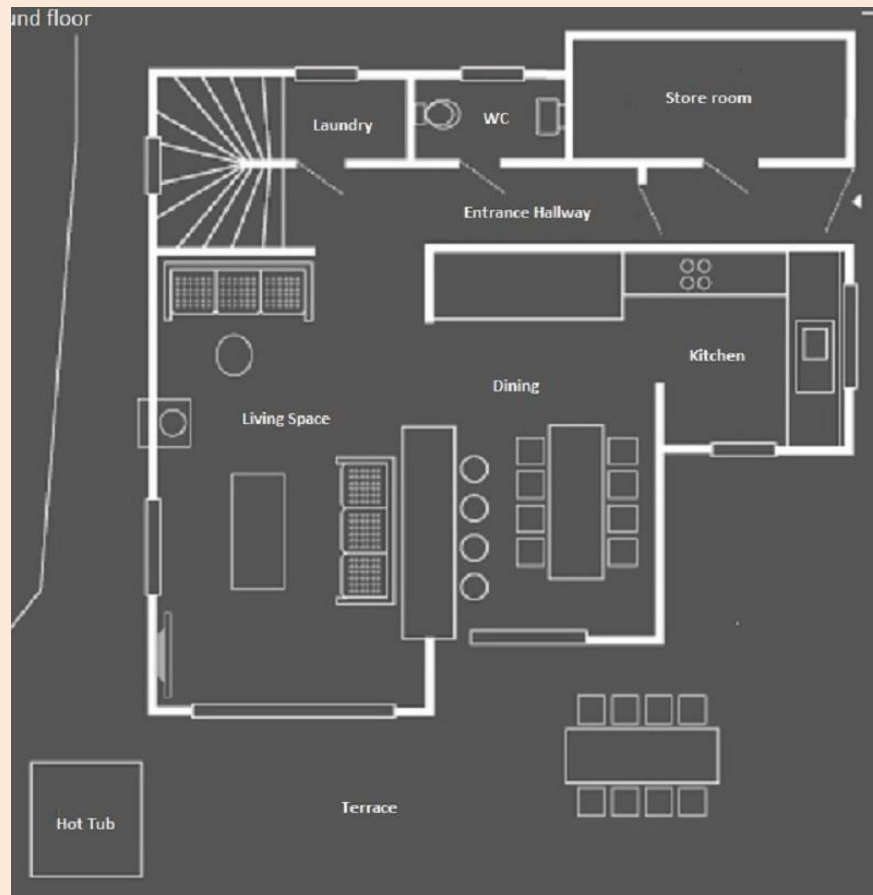 und floor
Store room
Laundry
WC
Entrance Hallway
Kitchen
Dining
Living Space
Terrace
Hot Tub